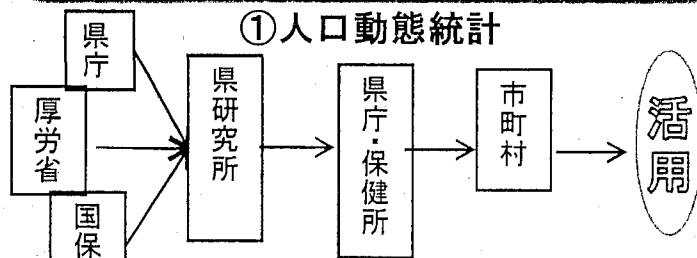 ①人口動態統計
県庁
厚労省
国保
県研究所
県庁・保健所
市町村
活用